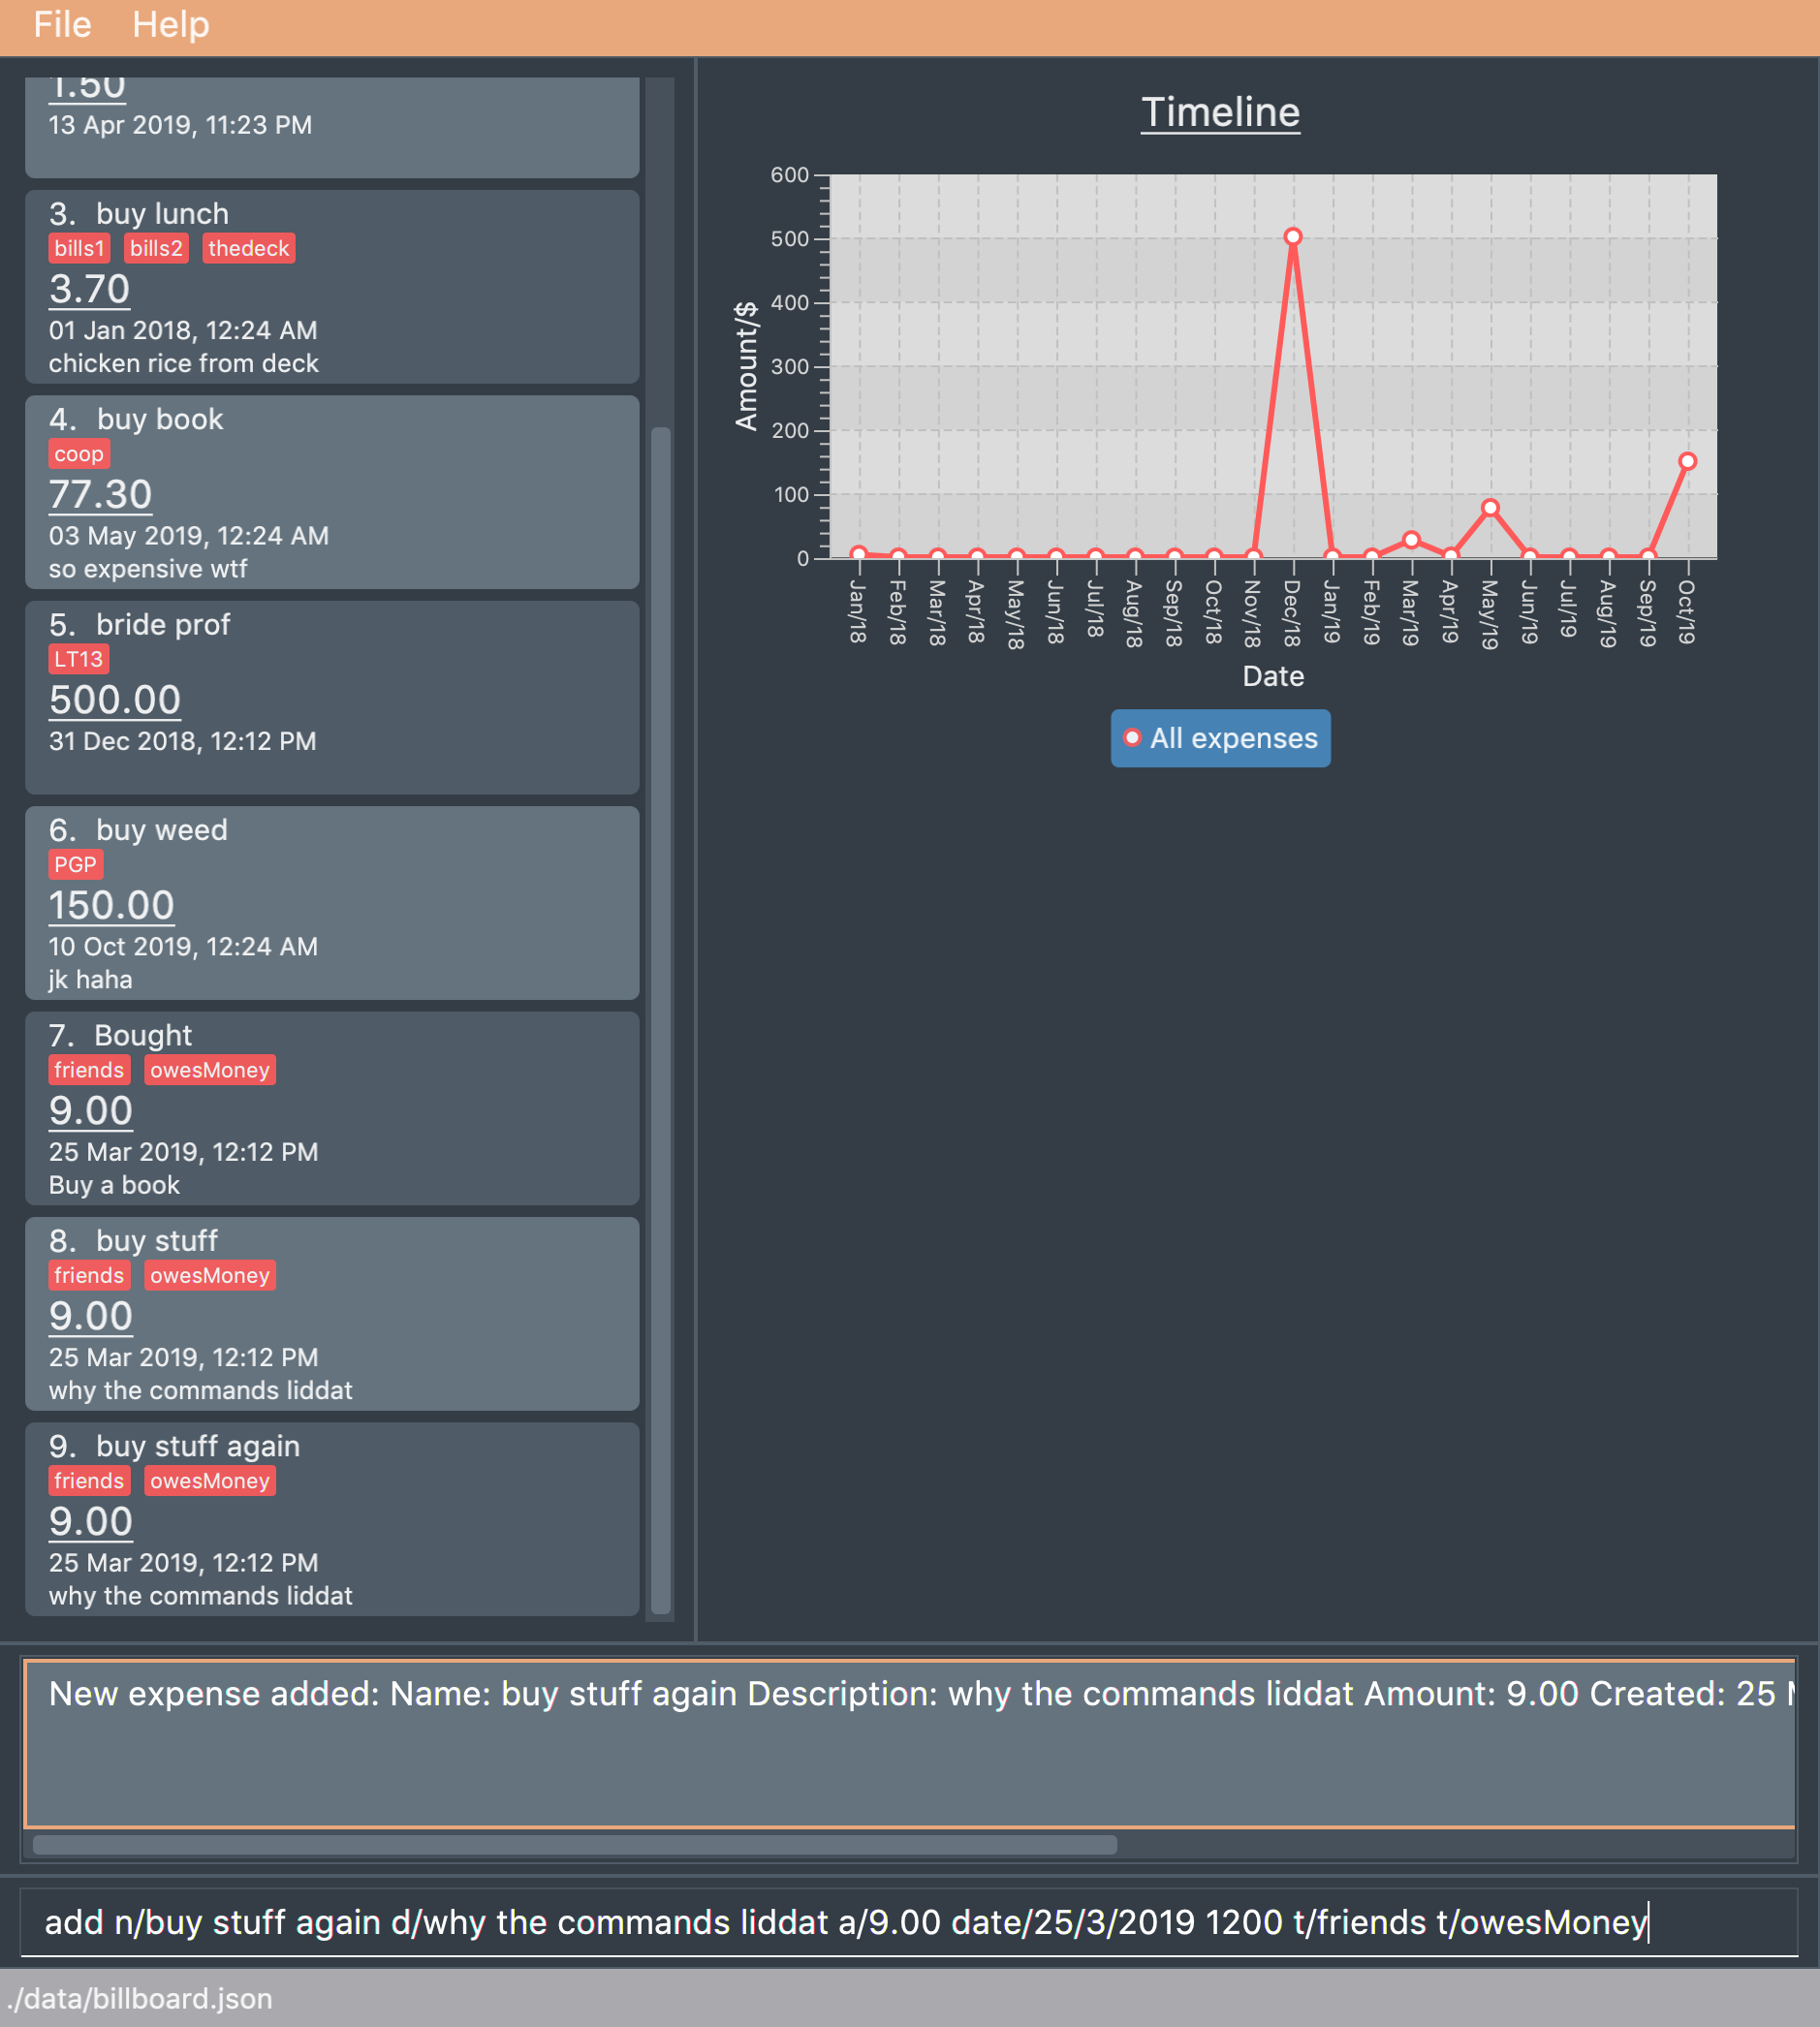 File Help
1.50
13 Apr 2019, 11:23 PM
3. buy lunch
bills1 bills2 thedeck
3.70
01 Jan 2018, 12:24 AM
chicken rice from deck
4. buy book
coop
77.30
03 May 2019, 12:24 AM
so expensive wtf
5. bride prof
LT13
500.00
31 Dec 2018, 12:12 PM
6. buy weed
PGP
150.00
10 Oct 2019, 12:24 AM
jk haha
7. Bought
friends owesMoney
9.00
25 Mar 2019, 12:12 PM
Buy a book
8. buy stuff
friends owesMoney
9.00
25 Mar 2019, 12:12 PM
why the commands liddat
9. buy stuff again
friends owesMoney
9.00
25 Mar 2019, 12:12 PM
why the commands liddat
Timeline
600
500
400
300
200
100
0
Amount/$
Jan/18
Feb/18
Mar/18
Apr/18
May/18
Jun/18
Jul/18
Aug/18
Sep/18
Oct/18
Nov/18
Dec/18
Jan/19
Feb/19
Mar/19
Apr/19
May/19
Jun/19
Jul/19
Aug/19
Sep/19
Oct/19
Date
All expenses
New expense added: Name: buy stuff again Description: why the commands liddat Amount: 9.00 Created: 25
add n/buy stuff again d/why the commands liddat a/9.00 date/25/3/2019 1200 t/friends t/owesMoney
./data/billboard.json